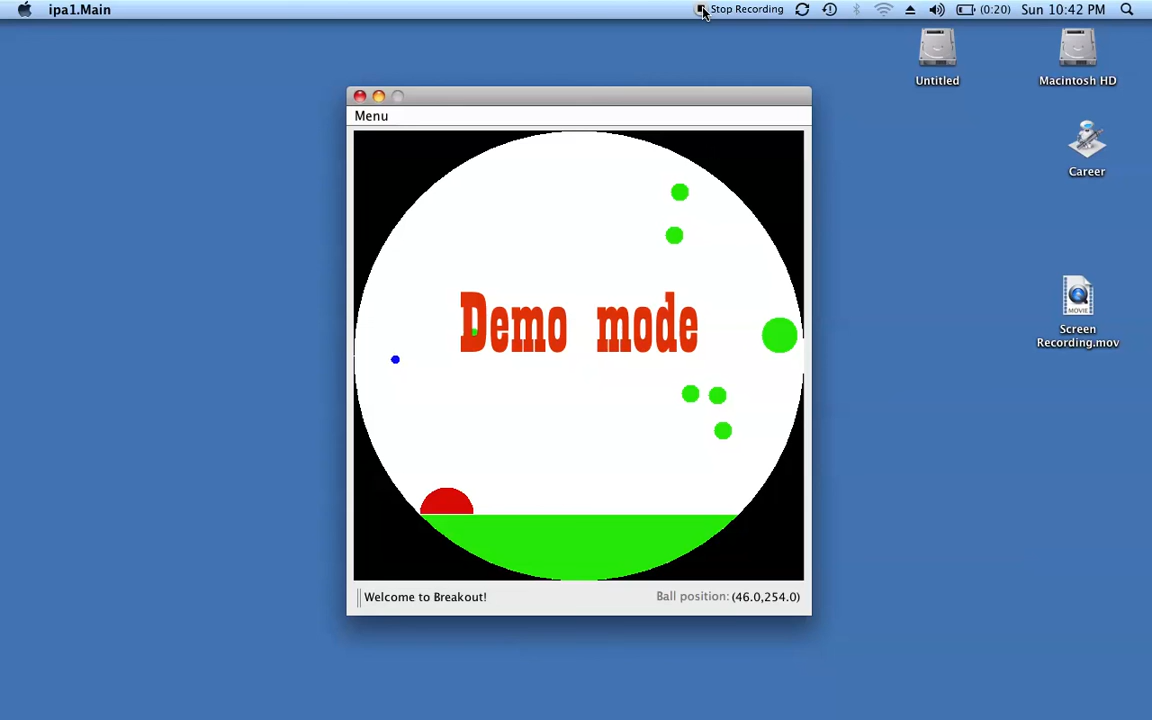 ipa1.Main
Stop Recording
(0:20)
Sun 10:42 PM
Untitled
Macintosh HD
Menu
Career
Demo mode
MOVIE
Screen
Recording.mov
Welcome to Breakout!
Ball position: (46.0,254.0)